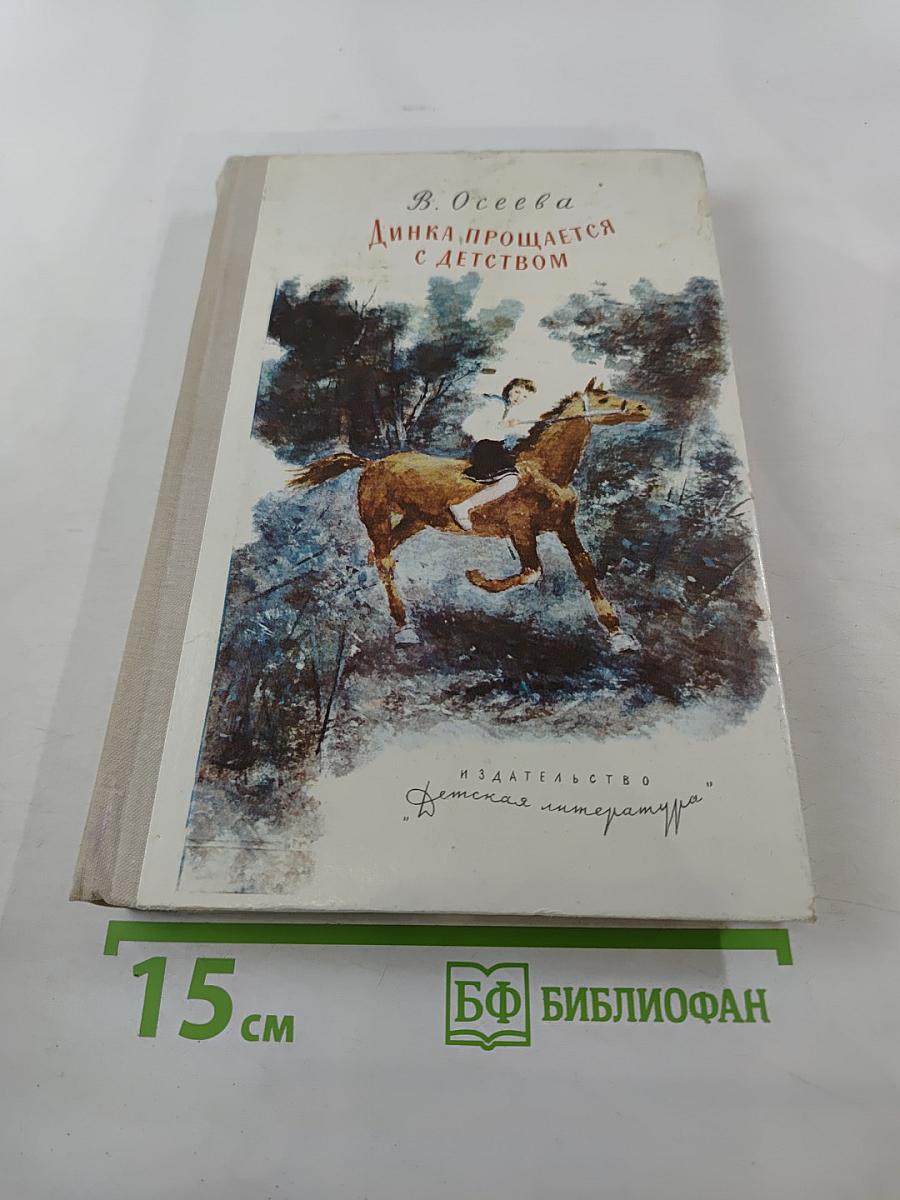 В. Осеева
Динка прощается
с детством
ИЗДАТЕЛЬСТВО
„Детская литература”
15 см
БФ БИБЛИОФАН